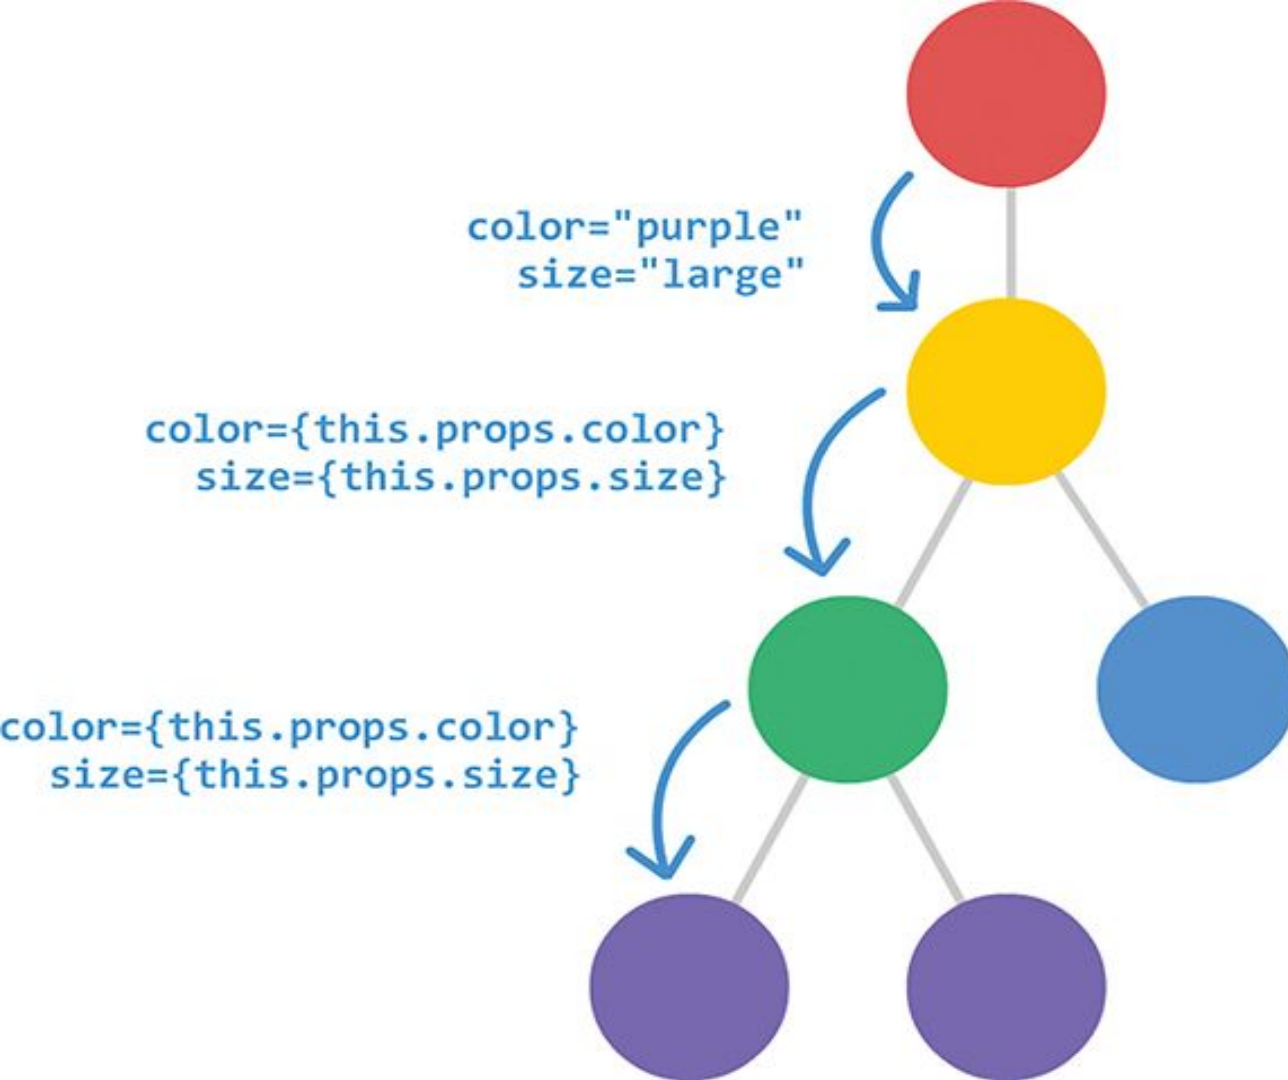 color="purple"
size="large"
color={this.props.color}
size={this.props.size}
color={this.props.color}
size={this.props.size}